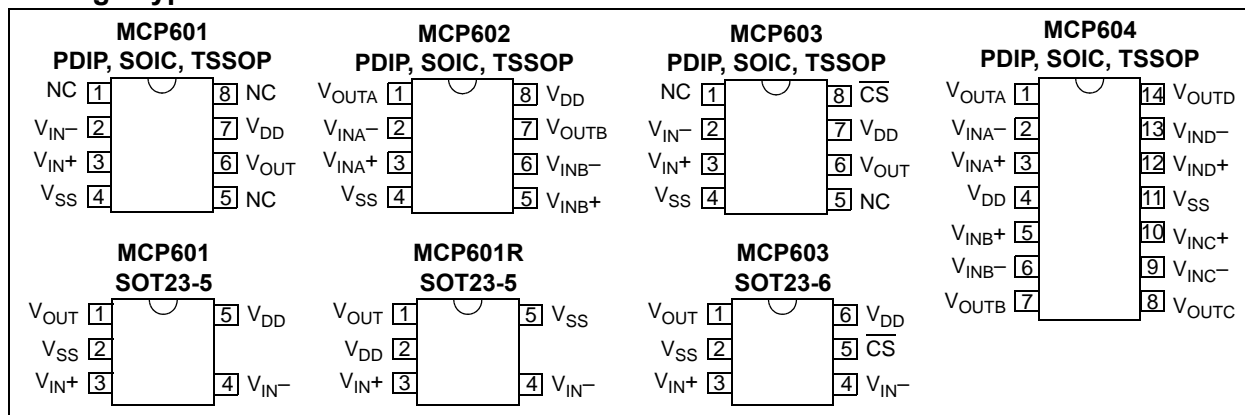 MCP601
PDIP, SOIC, TSSOP
NC 1 8 NC
VIN– 2 7 VDD
VIN+ 3 6 VOUT
VSS 4 5 NC
MCP602
PDIP, SOIC, TSSOP
VOUTA 1 8 VDD
VINA– 2 7 VOUTB
VINA+ 3 6 VINB–
VSS 4 5 VINB+
MCP603
PDIP, SOIC, TSSOP
NC 1 8 CS
VIN– 2 7 VDD
VIN+ 3 6 VOUT
VSS 4 5 NC
MCP604
PDIP, SOIC, TSSOP
VOUTA 1 14 VOUTD
VINA– 2 13 VIND–
VINA+ 3 12 VIND+
VDD 4 11 VSS
VINB+ 5 10 VINC+
VINB– 6 9 VINC–
VOUTB 7 8 VOUTC
MCP601
SOT23-5
VOUT 1 5 VDD
VSS 2
VIN+ 3 4 VIN–
MCP601R
SOT23-5
VOUT 1 5 VSS
VDD 2
VIN+ 3 4 VIN–
MCP603
SOT23-6
VOUT 1 6 VDD
VSS 2 5 CS
VIN+ 3 4 VIN–